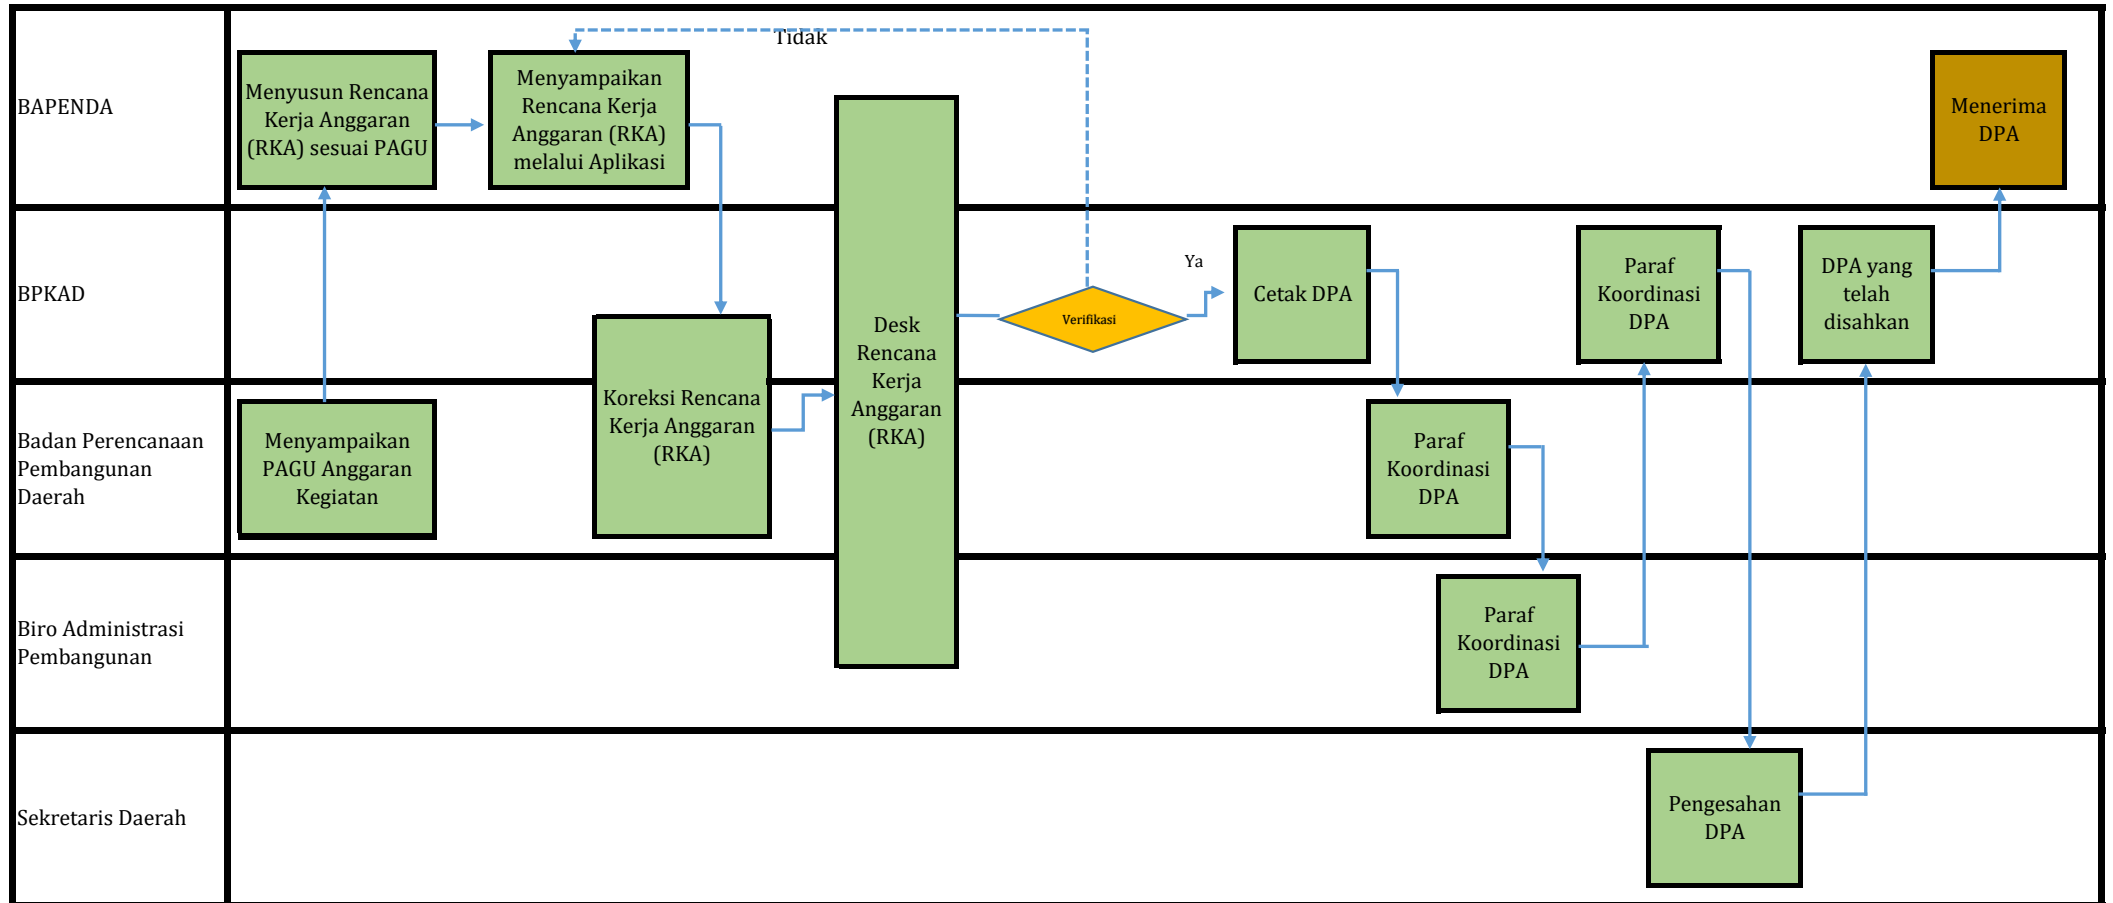 Tidak
BAPENDA
Menyusun Rencana
Kerja Anggaran
(RKA) sesuai PAGU
Menyampaikan
Rencana Kerja
Anggaran (RKA)
melalui Aplikasi
Menerima
DPA
BPKAD
Desk
Rencana
Kerja
Anggaran
(RKA)
Verifikasi
Ya
Cetak DPA
Paraf
Koordinasi
DPA
DPA yang
telah
disahkan
Badan Perencanaan
Pembangunan
Daerah
Menyampaikan
PAGU Anggaran
Kegiatan
Koreksi Rencana
Kerja Anggaran
(RKA)
Paraf
Koordinasi
DPA
Biro Administrasi
Pembangunan
Paraf
Koordinasi
DPA
Sekretaris Daerah
Pengesahan
DPA